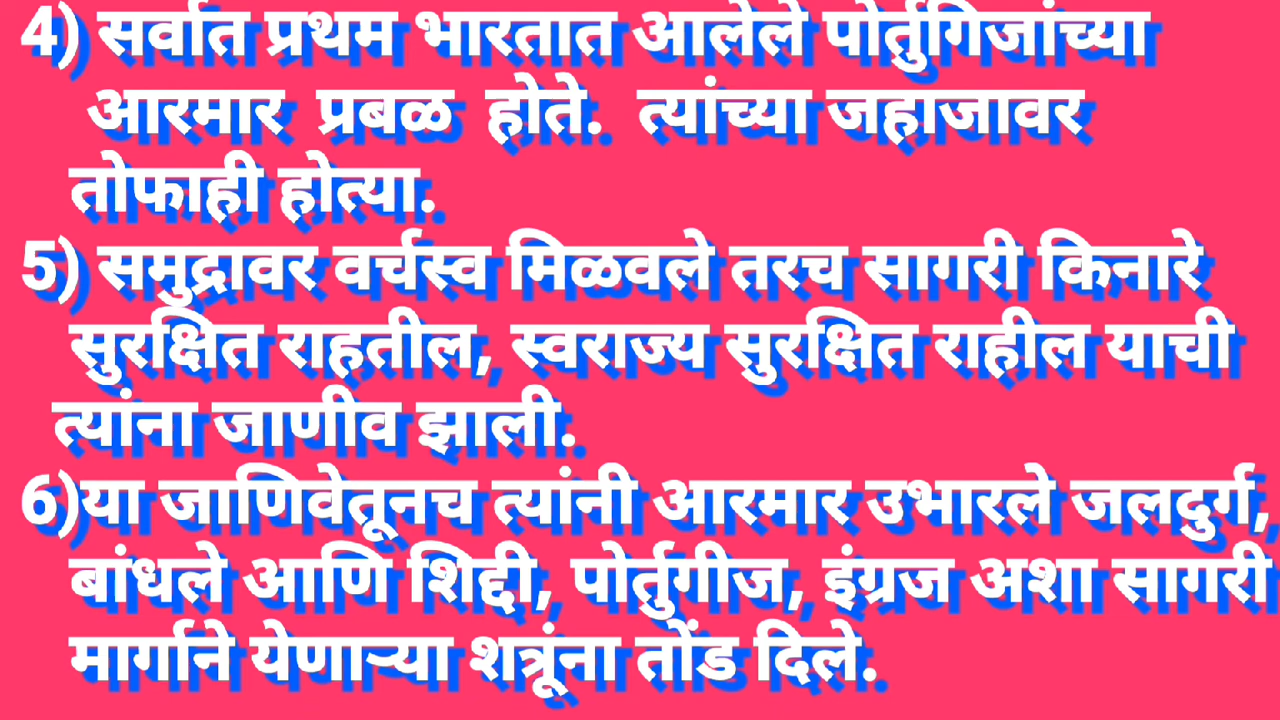 4) सर्वात प्रथम भारतात आलेले पोर्तुगिजांच्या
आरमार प्रबळ होते. त्यांच्या जहाजावर
तोफाही होत्या.
5) समुद्रावर वर्चस्व मिळवले तरच सागरी किनारे
सुरक्षित राहतील, स्वराज्य सुरक्षित राहील याची
त्यांना जाणीव झाली.
6)या जाणिवेतूनच त्यांनी आरमार उभारले जलदुर्ग,
बांधले आणि शिद्दी, पोर्तुगीज, इंग्रज अशा सागरी
मार्गाने येणाऱ्या शत्रूंना तोंड दिले.